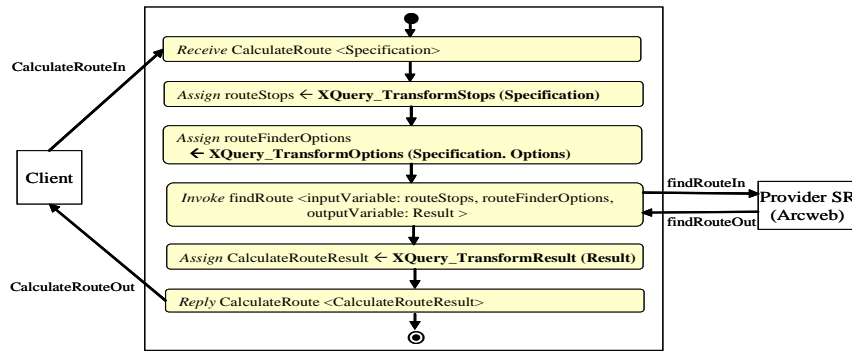 Receive CalculateRoute <Specification>
CalculateRouteIn
Assign routeStops ← XQuery_TransformStops (Specification)
Assign routeFinderOptions
← XQuery_TransformOptions (Specification. Options)
Client
Invoke findRoute <inputVariable: routeStops, routeFinderOptions,
outputVariable: Result >
findRouteIn
Provider SR
(Arcweb)
findRouteOut
Assign CalculateRouteResult ← XQuery_TransformResult (Result)
CalculateRouteOut
Reply CalculateRoute <CalculateRouteResult>